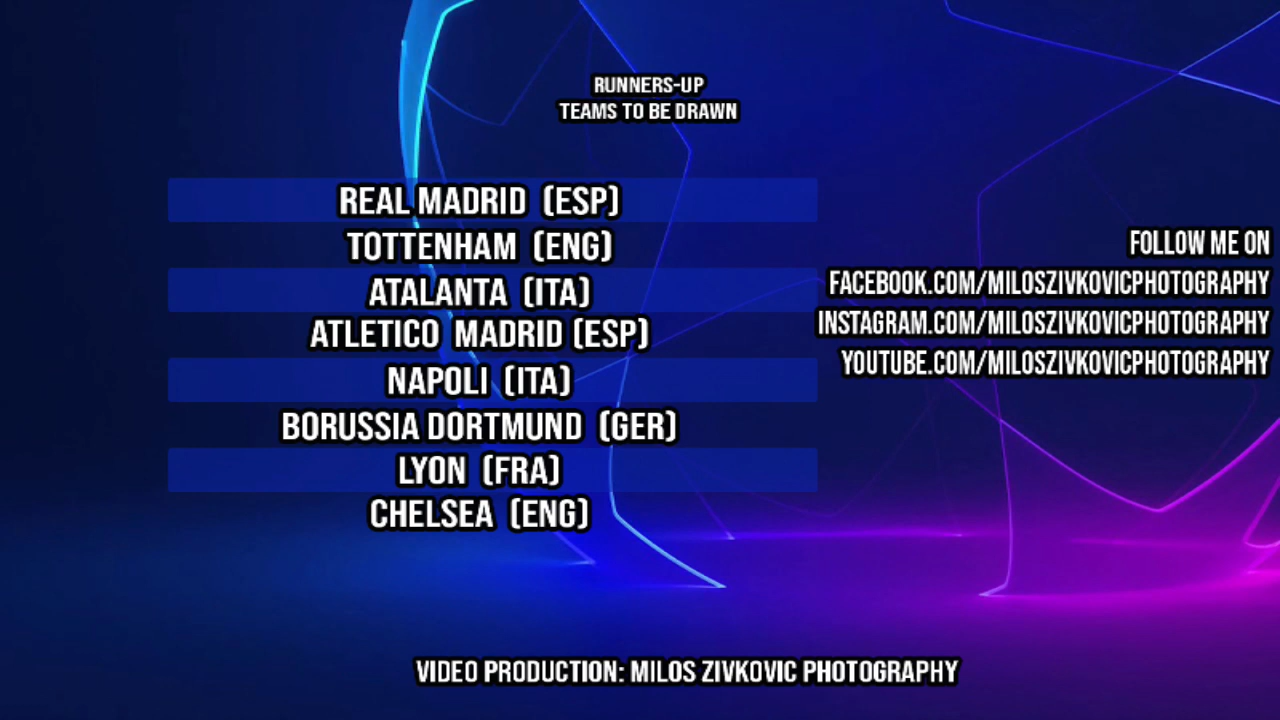 RUNNERS-UP
TEAMS TO BE DRAWN
REAL MADRID (ESP)
TOTTENHAM (ENG)
ATALANTA (ITA)
ATLETICO MADRID (ESP)
NAPOLI (ITA)
BORUSSIA DORTMUND (GER)
LYON (FRA)
CHELSEA (ENG)
FOLLOW ME ON
FACEBOOK.COM/MILOSZIVKOVICPHOTOGRAPHY
INSTAGRAM.COM/MILOSZIVKOVICPHOTOGRAPHY
YOUTUBE.COM/MILOSZIVKOVICPHOTOGRAPHY
VIDEO PRODUCTION: MILOS ZIVKOVIC PHOTOGRAPHY